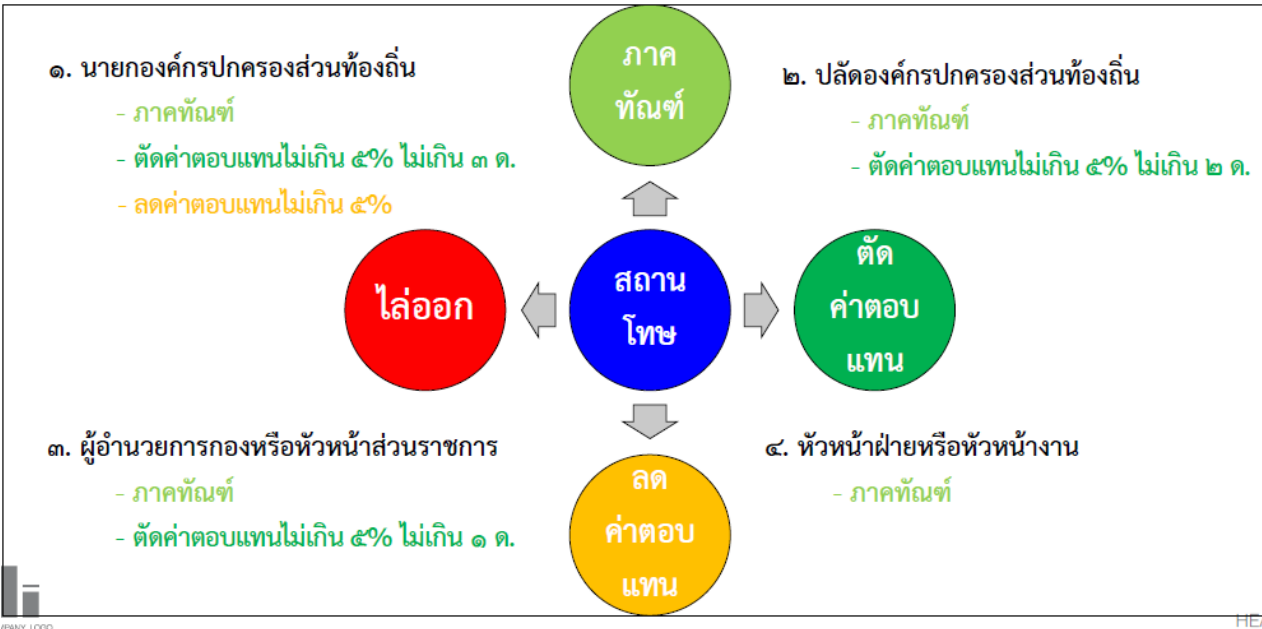 ๑. นายกองค์กรปกครองส่วนท้องถิ่น
- ภาคทัณฑ์
- ตัดค่าตอบแทนไม่เกิน ๕% ไม่เกิน ๓ ด.
- ลดค่าตอบแทนไม่เกิน ๕%
ภาค
ทัณฑ์
๒. ปลัดองค์กรปกครองส่วนท้องถิ่น
- ภาคทัณฑ์
- ตัดค่าตอบแทนไม่เกิน ๕% ไม่เกิน ๒ ด.
ไล่ออก
สถาน
โทษ
ตัด
ค่าตอบ
แทน
๓. ผู้อำนวยการกองหรือหัวหน้าส่วนราชการ
- ภาคทัณฑ์
- ตัดค่าตอบแทนไม่เกิน ๕% ไม่เกิน ๑ ด.
ลด
ค่าตอบ
แทน
๔. หัวหน้าฝ่ายหรือหัวหน้างาน
- ภาคทัณฑ์